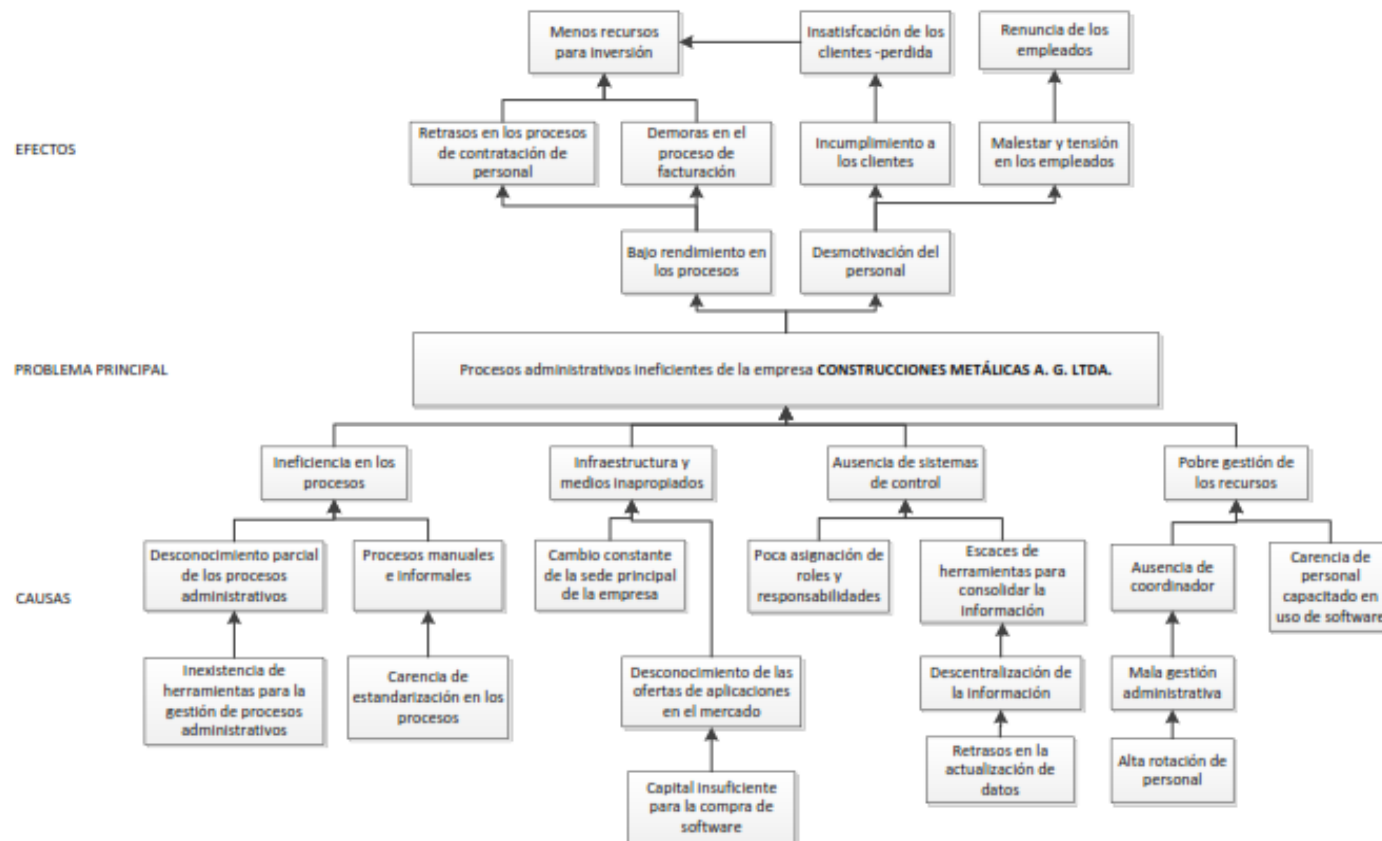 Menos recursos
para inversión
Insatisfcación de los
clientes -perdida
Renuncia de los
empleados
EFECTOS
Retrasos en los procesos
de contratación de
personal
Demoras en el
proceso de
facturación
Incumplimiento a
los clientes
Malestar y tensión
en los empleados
Bajo rendimiento en
los procesos
Desmotivación del
personal
PROBLEMA PRINCIPAL
Procesos administrativos ineficientes de la empresa CONSTRUCCIONES METÁLICAS A. G. LTDA.
Ineficiencia en los
procesos
Infraestructura y
medios inapropiados
Ausencia de sistemas
de control
Pobre gestión de
los recursos
CAUSAS
Desconocimiento parcial
de los procesos
administrativos
Procesos manuales
e informales
Cambio constante
de la sede principal
de la empresa
Poca asignación de
roles y
responsabilidades
Escaces de
herramientas para
consolidar la
información
Ausencia de
coordinador
Carencia de
personal
capacitado en
uso de software
Inexistencia de
herramientas para la
gestión de procesos
administrativos
Carencia de
estandarización en los
procesos
Desconocimiento de las
ofertas de aplicaciones
en el mercado
Descentralización de
la información
Mala gestión
administrativa
Retrasos en la
actualización de
datos
Alta rotación de
personal
Capital insuficiente
para la compra de
software